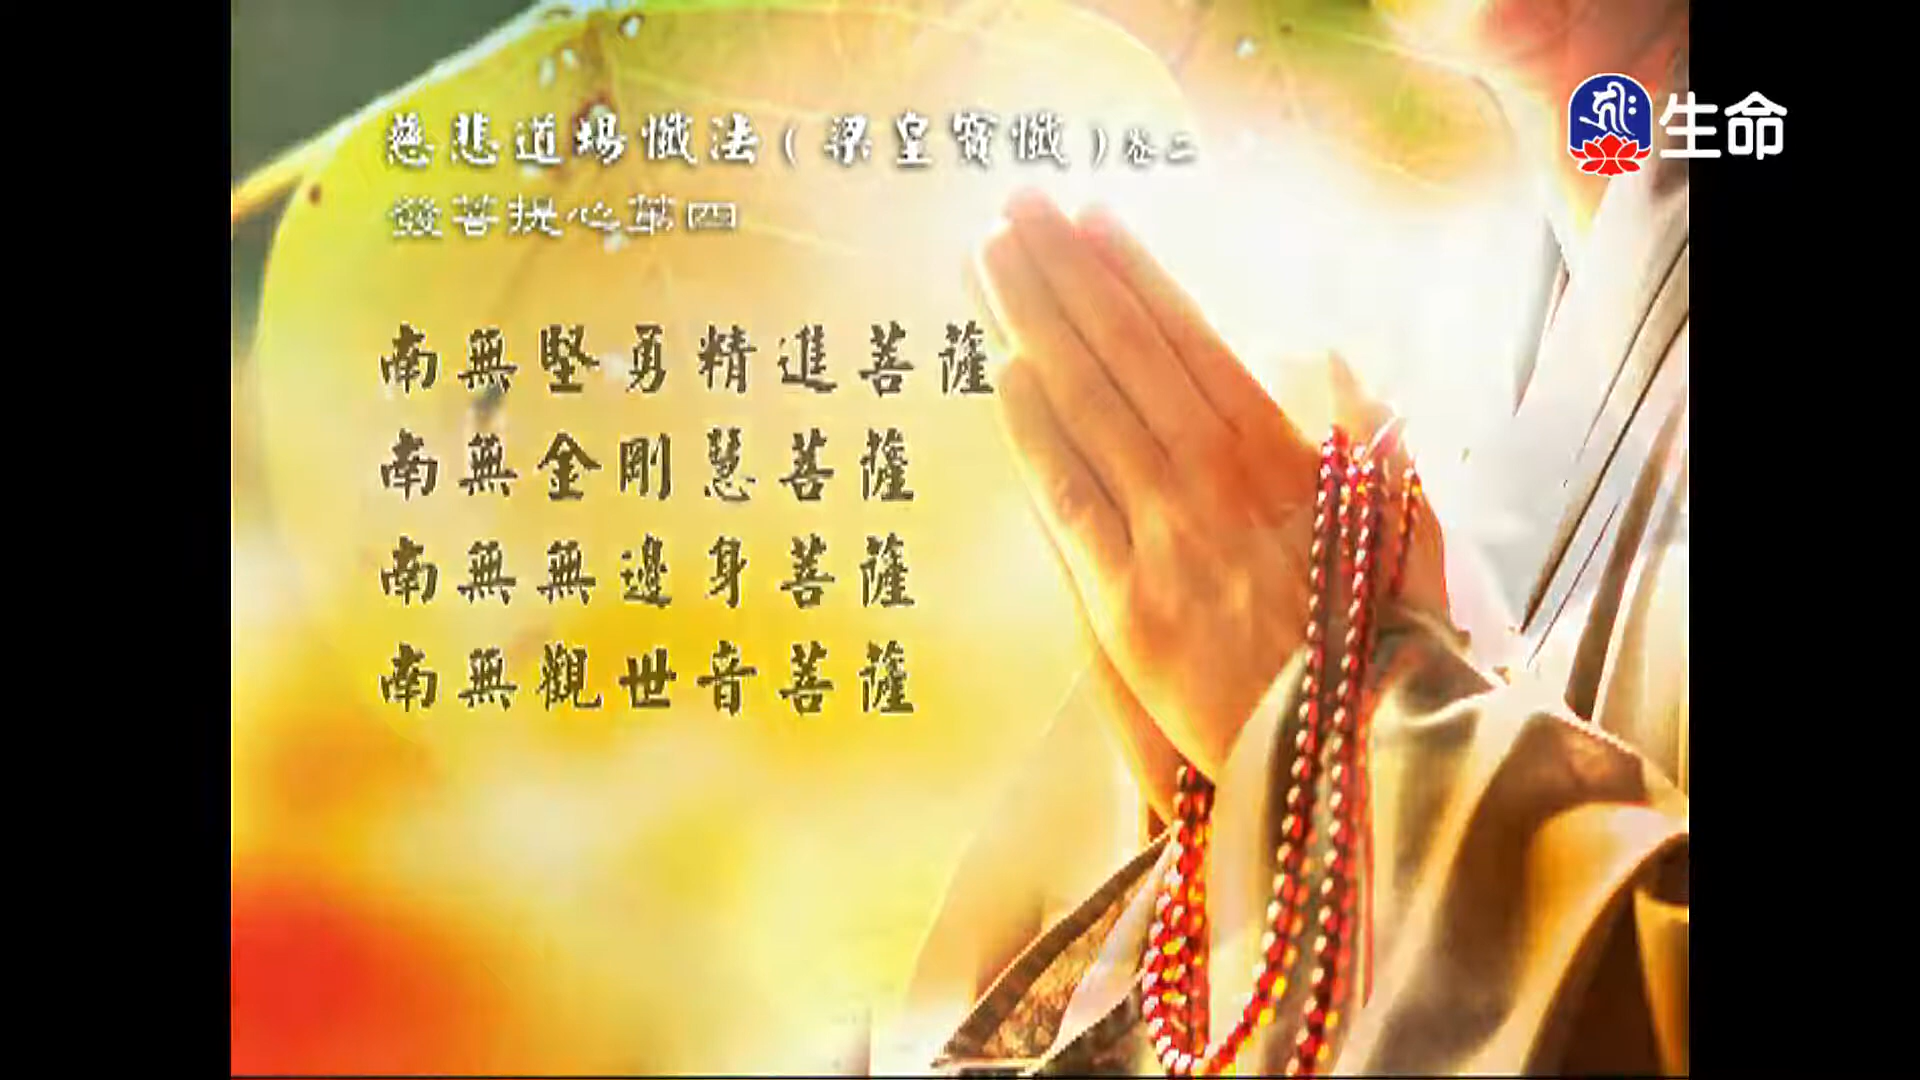 慈悲道場懺法(梁皇寶懺)卷二
生命
發菩提心第四
南無堅勇精進菩薩
南無金剛慧菩薩
南無無邊身菩薩
南無觀世音菩薩